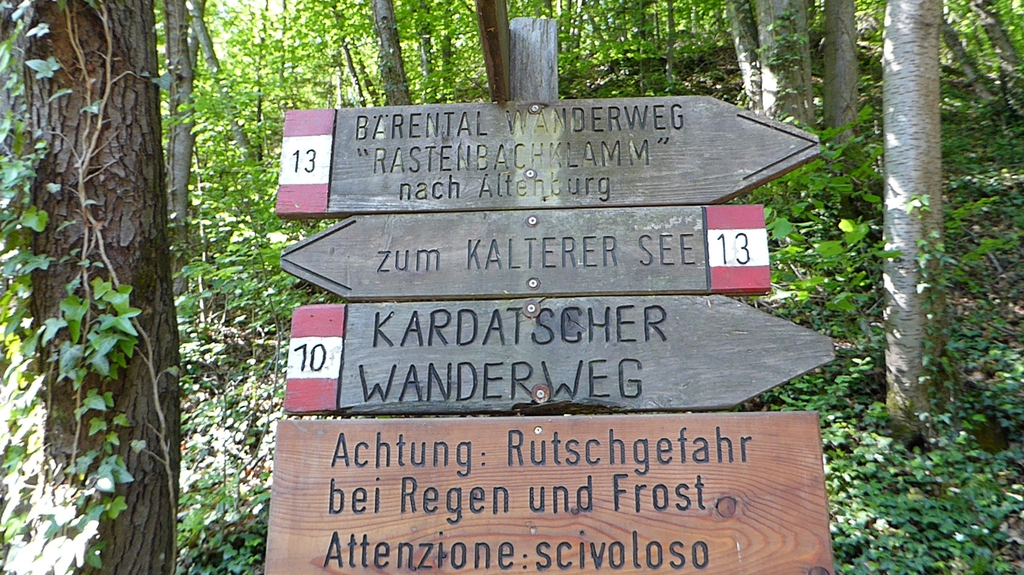 13
BÄRENTAL WANDERWEG
"RASTENBACHKLAMM"
nach Altenburg
zum KALTERER SEE 13
10
KARDATSCHER
WANDERWEG
Achtung: Rutschgefahr
bei Regen und Frost.
Attenzione: scivoloso